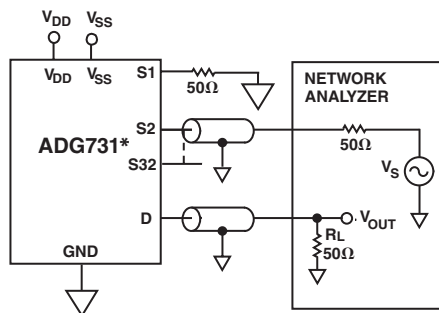 VDD VSS
VDD VSS
S1
50Ω
NETWORK
ANALYZER
S2
ADG731*
50Ω
S32
VS
D
VOUT
RL
50Ω
GND